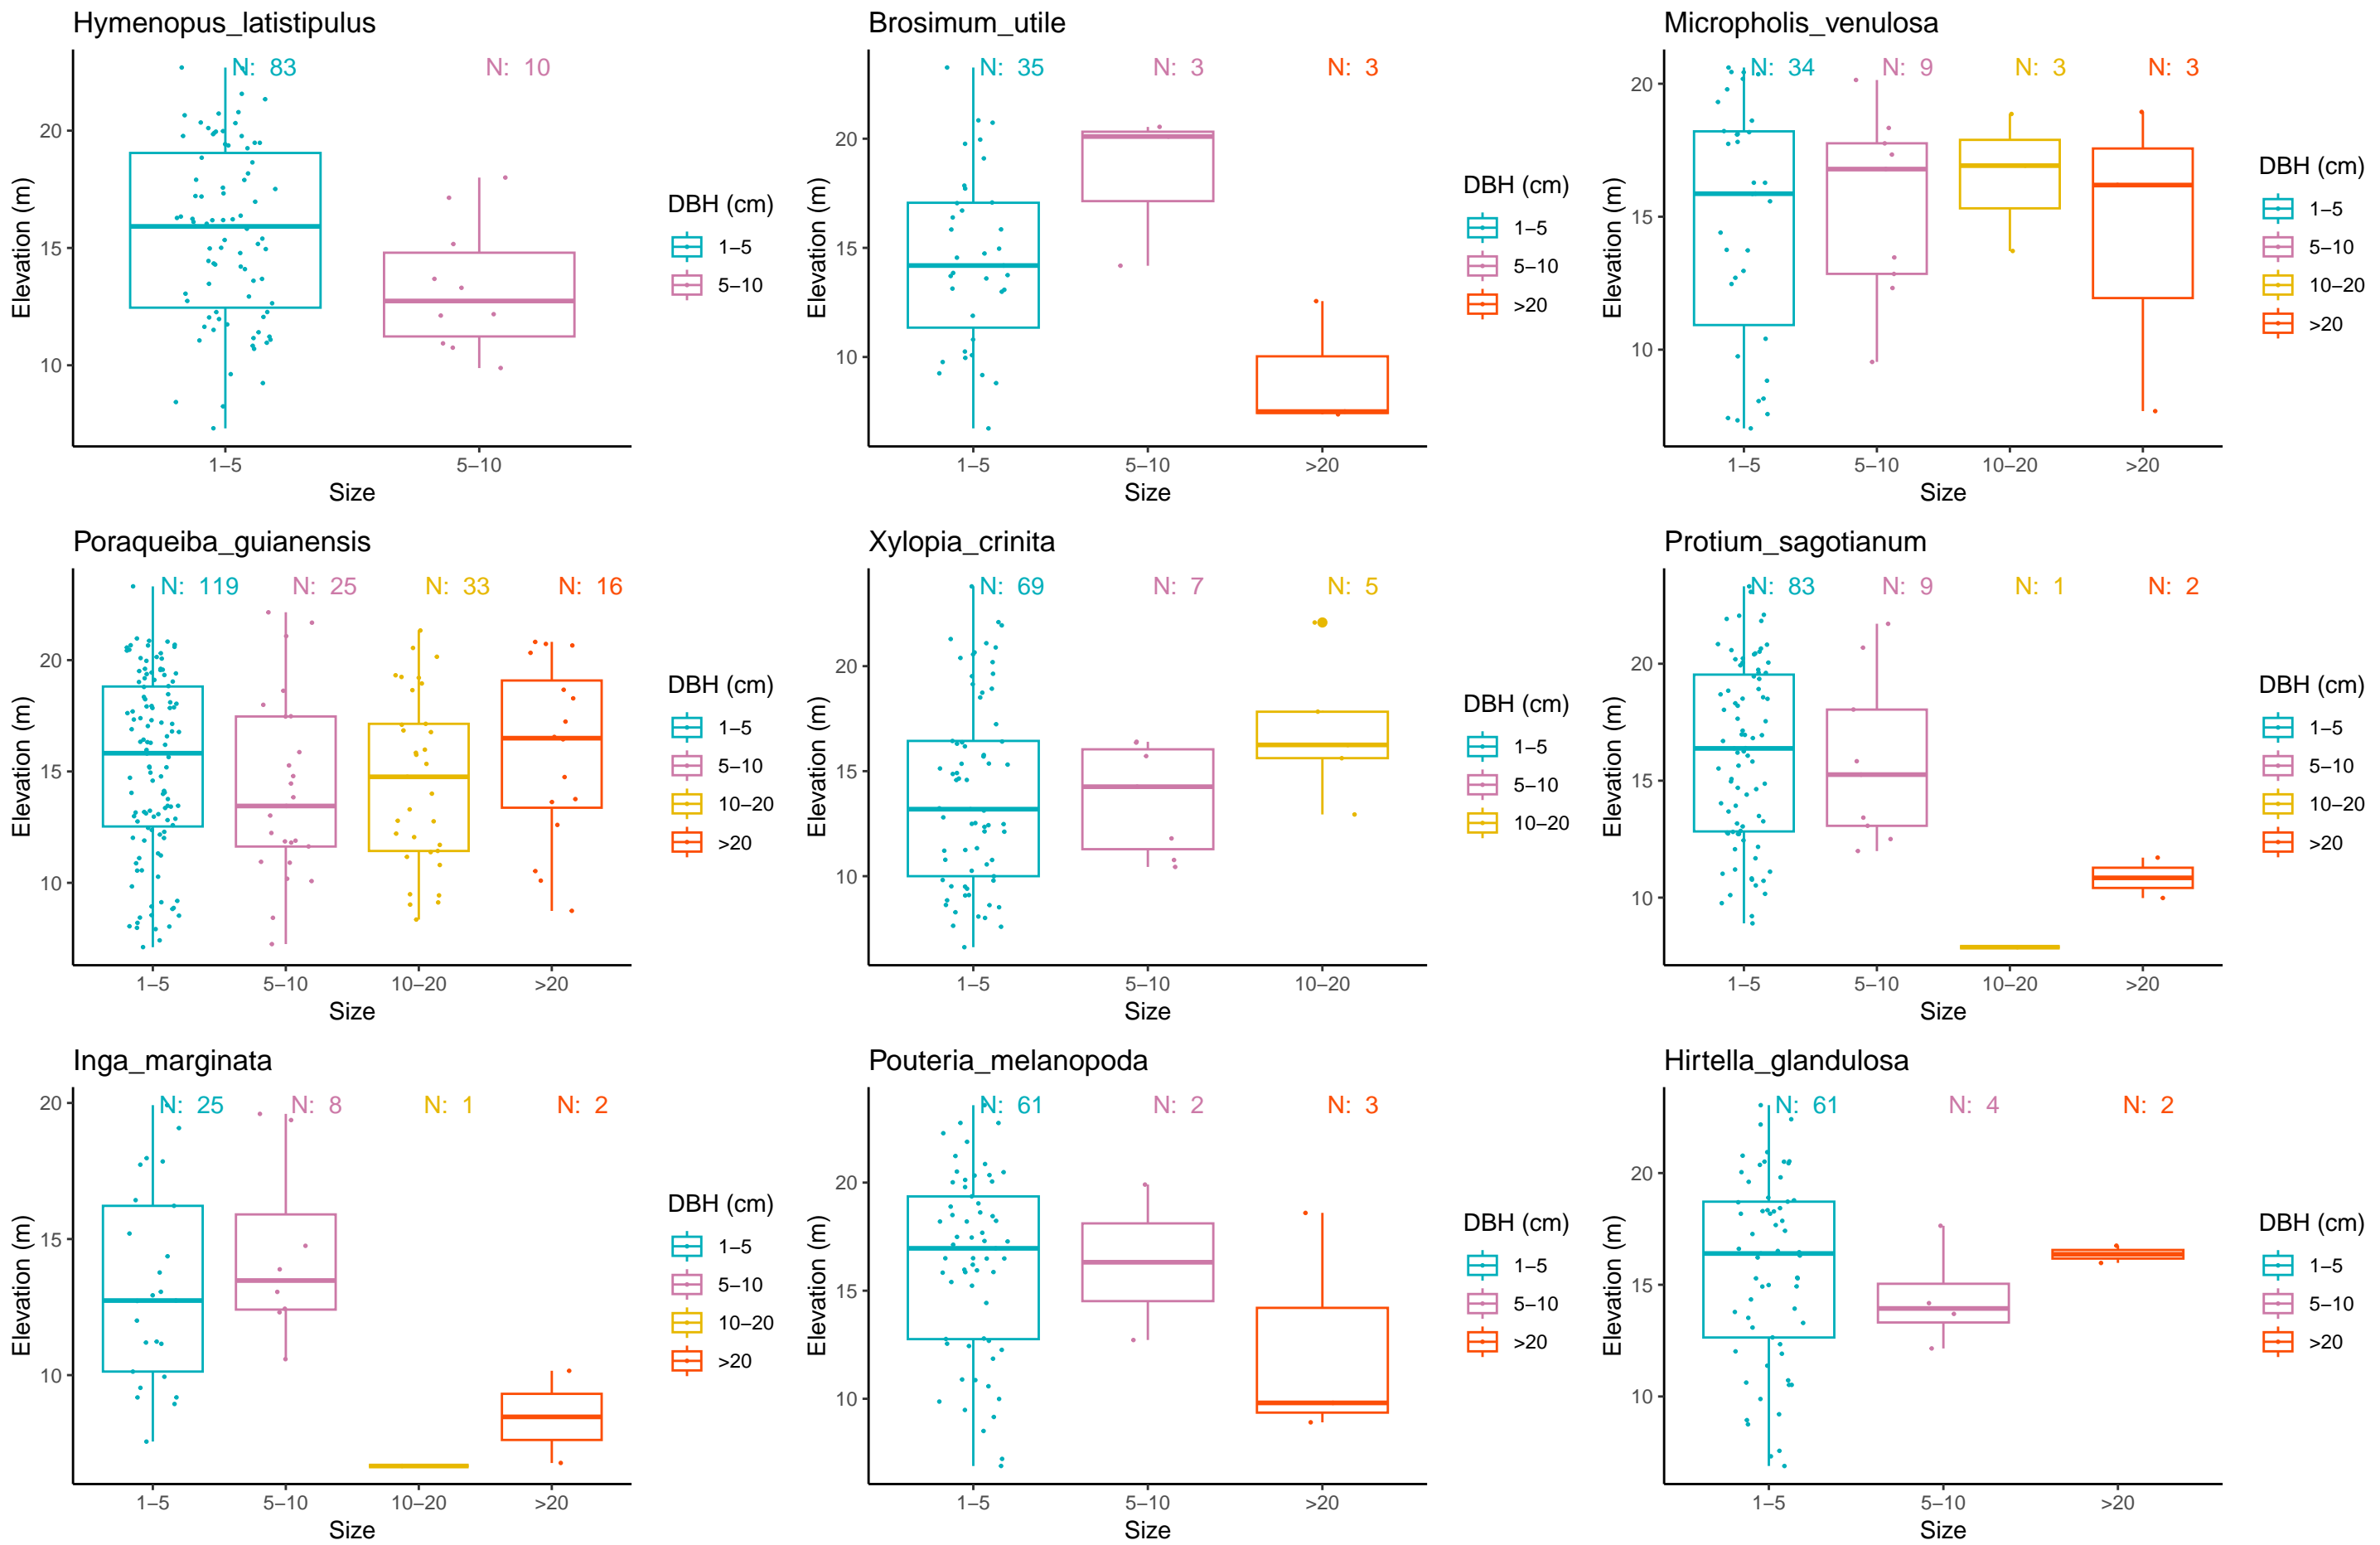 Hymenopus_latistipulus
N: 83
N: 10
Elevation (m)
20
15
10
1–5
5–10
Size
DBH (cm)
1–5
5–10
Brosimum_utile
N: 35
N: 3
N: 3
Elevation (m)
20
15
10
1–5
5–10
>20
Size
DBH (cm)
1–5
5–10
>20
Micropholis_venulosa
N: 34
N: 9
N: 3
N: 3
Elevation (m)
20
15
10
1–5
5–10
10–20
>20
Size
DBH (cm)
1–5
5–10
10–20
>20
Poraqueiba_guianensis
N: 119
N: 25
N: 33
N: 16
Elevation (m)
20
15
10
1–5
5–10
10–20
>20
Size
DBH (cm)
1–5
5–10
10–20
>20
Xylopia_crinita
N: 69
N: 7
N: 5
Elevation (m)
20
15
10
1–5
5–10
10–20
Size
DBH (cm)
1–5
5–10
10–20
Protium_sagotianum
N: 83
N: 9
N: 1
N: 2
Elevation (m)
20
15
10
1–5
5–10
10–20
>20
Size
DBH (cm)
1–5
5–10
10–20
>20
Inga_marginata
N: 25
N: 8
N: 1
N: 2
Elevation (m)
20
15
10
1–5
5–10
10–20
>20
Size
DBH (cm)
1–5
5–10
10–20
>20
Pouteria_melanopoda
N: 61
N: 2
N: 3
Elevation (m)
20
15
10
1–5
5–10
>20
Size
DBH (cm)
1–5
5–10
>20
Hirtella_glandulosa
N: 61
N: 4
N: 2
Elevation (m)
20
15
10
1–5
5–10
>20
Size
DBH (cm)
1–5
5–10
>20